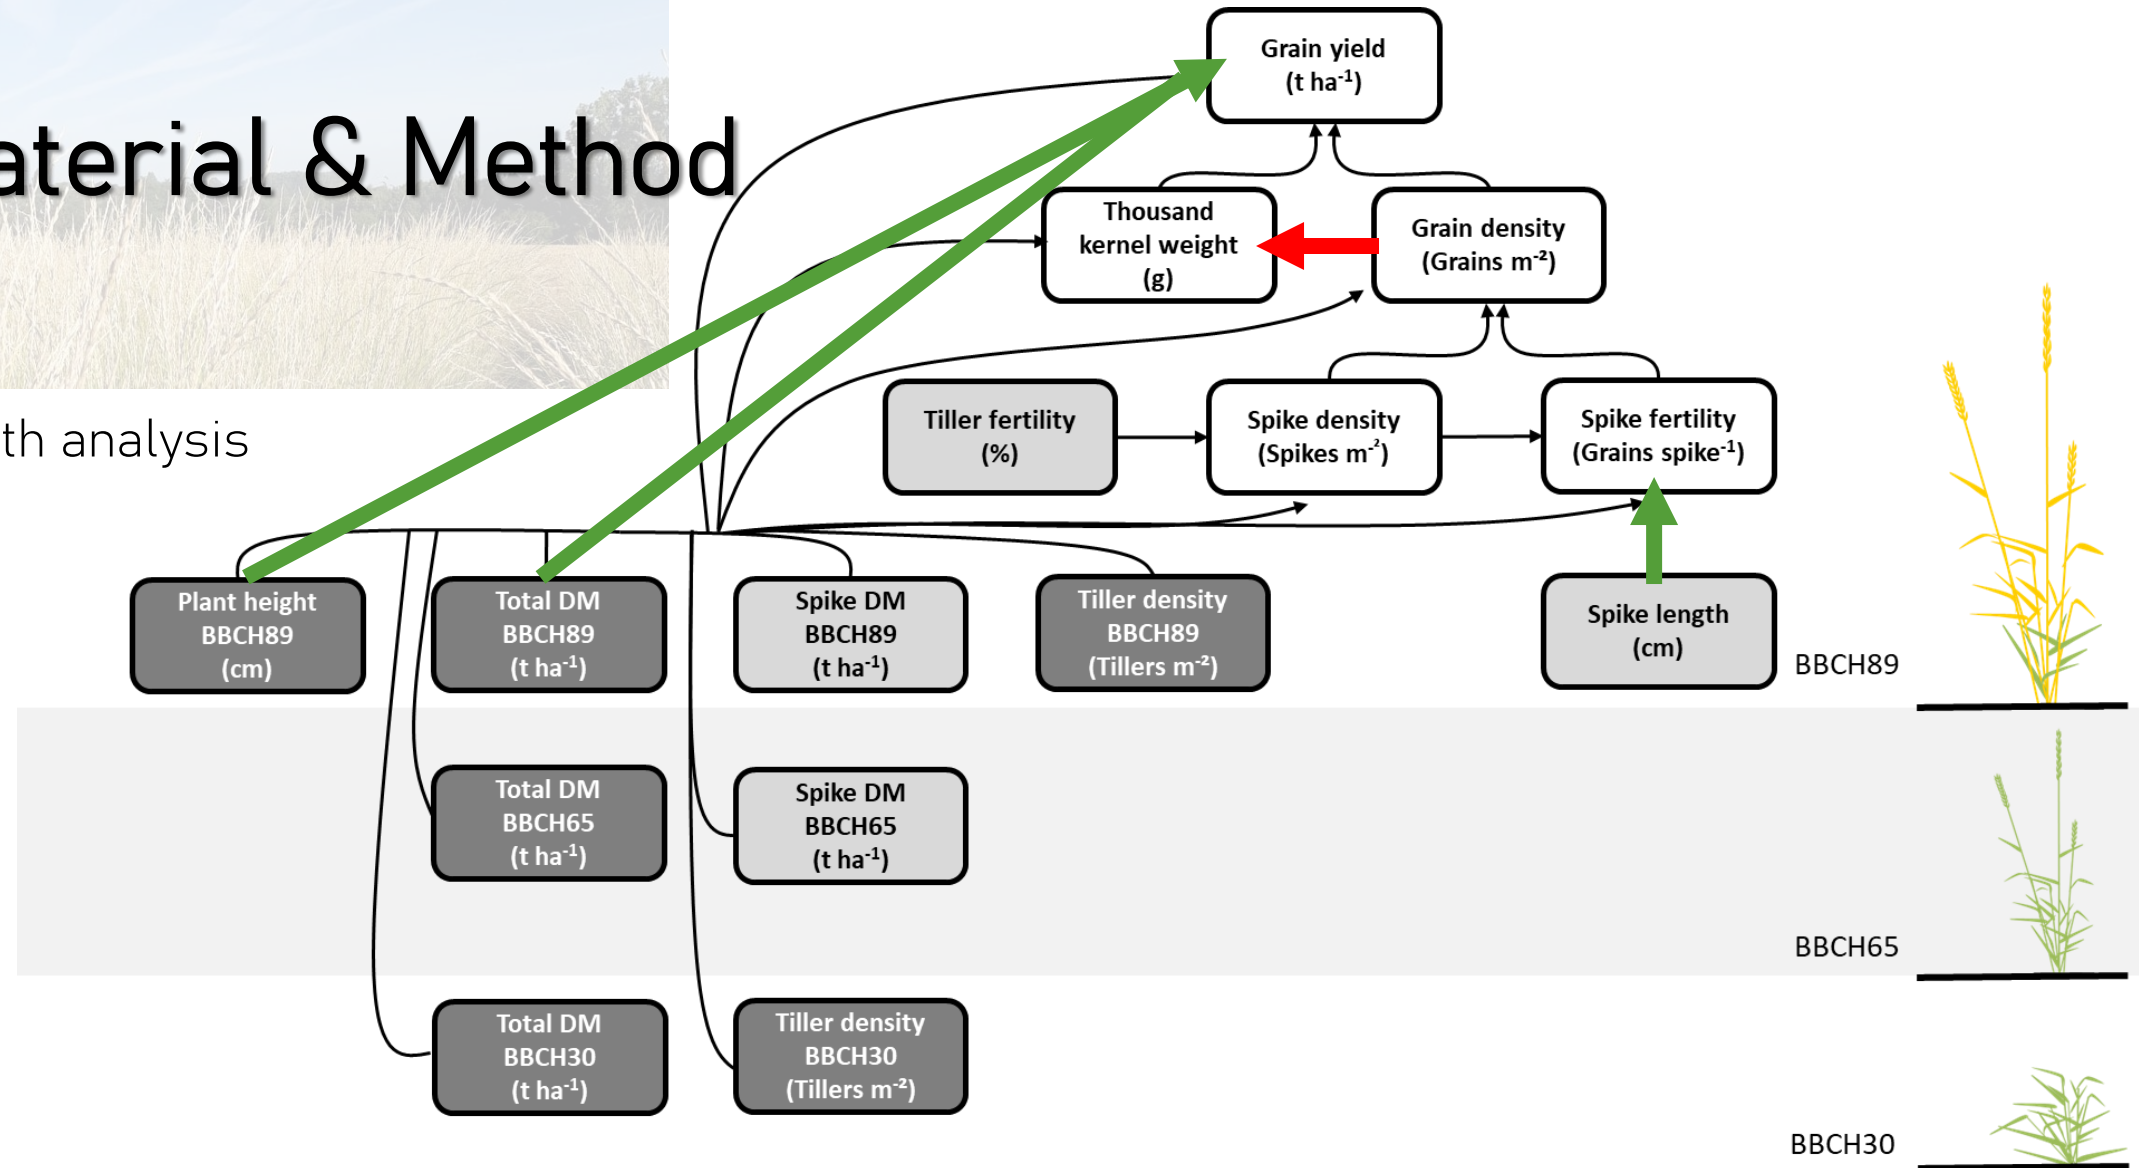 aterial & Method
th analysis
Grain yield
(t ha⁻¹)
Thousand
kernel weight
(g)
Grain density
(Grains m⁻²)
Tiller fertility
(%)
Spike density
(Spikes m⁻²)
Spike fertility
(Grains spike⁻¹)
Plant height
BBCH89
(cm)
Total DM
BBCH89
(t ha⁻¹)
Spike DM
BBCH89
(t ha⁻¹)
Tiller density
BBCH89
(Tillers m⁻²)
Spike length
(cm)
BBCH89
Total DM
BBCH65
(t ha⁻¹)
Spike DM
BBCH65
(t ha⁻¹)
BBCH65
Total DM
BBCH30
(t ha⁻¹)
Tiller density
BBCH30
(Tillers m⁻²)
BBCH30